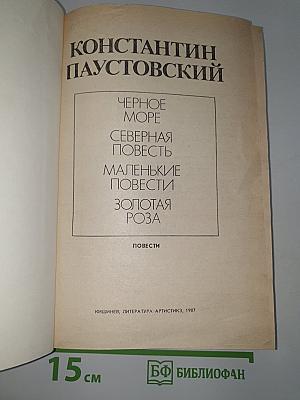 КОНСТАНТИН
ПАУСТОВСКИЙ
ЧЕРНОЕ
МОРЕ
СЕВЕРНАЯ
ПОВЕСТЬ
МАЛЕНЬКИЕ
ПОВЕСТИ
ЗОЛОТАЯ
РОЗА
ПОВЕСТИ
КИШИНЕВ, ЛИТЕРАТУРА АРТИСТИКЭ, 1987
15 см
БФ БИБЛИОФАН